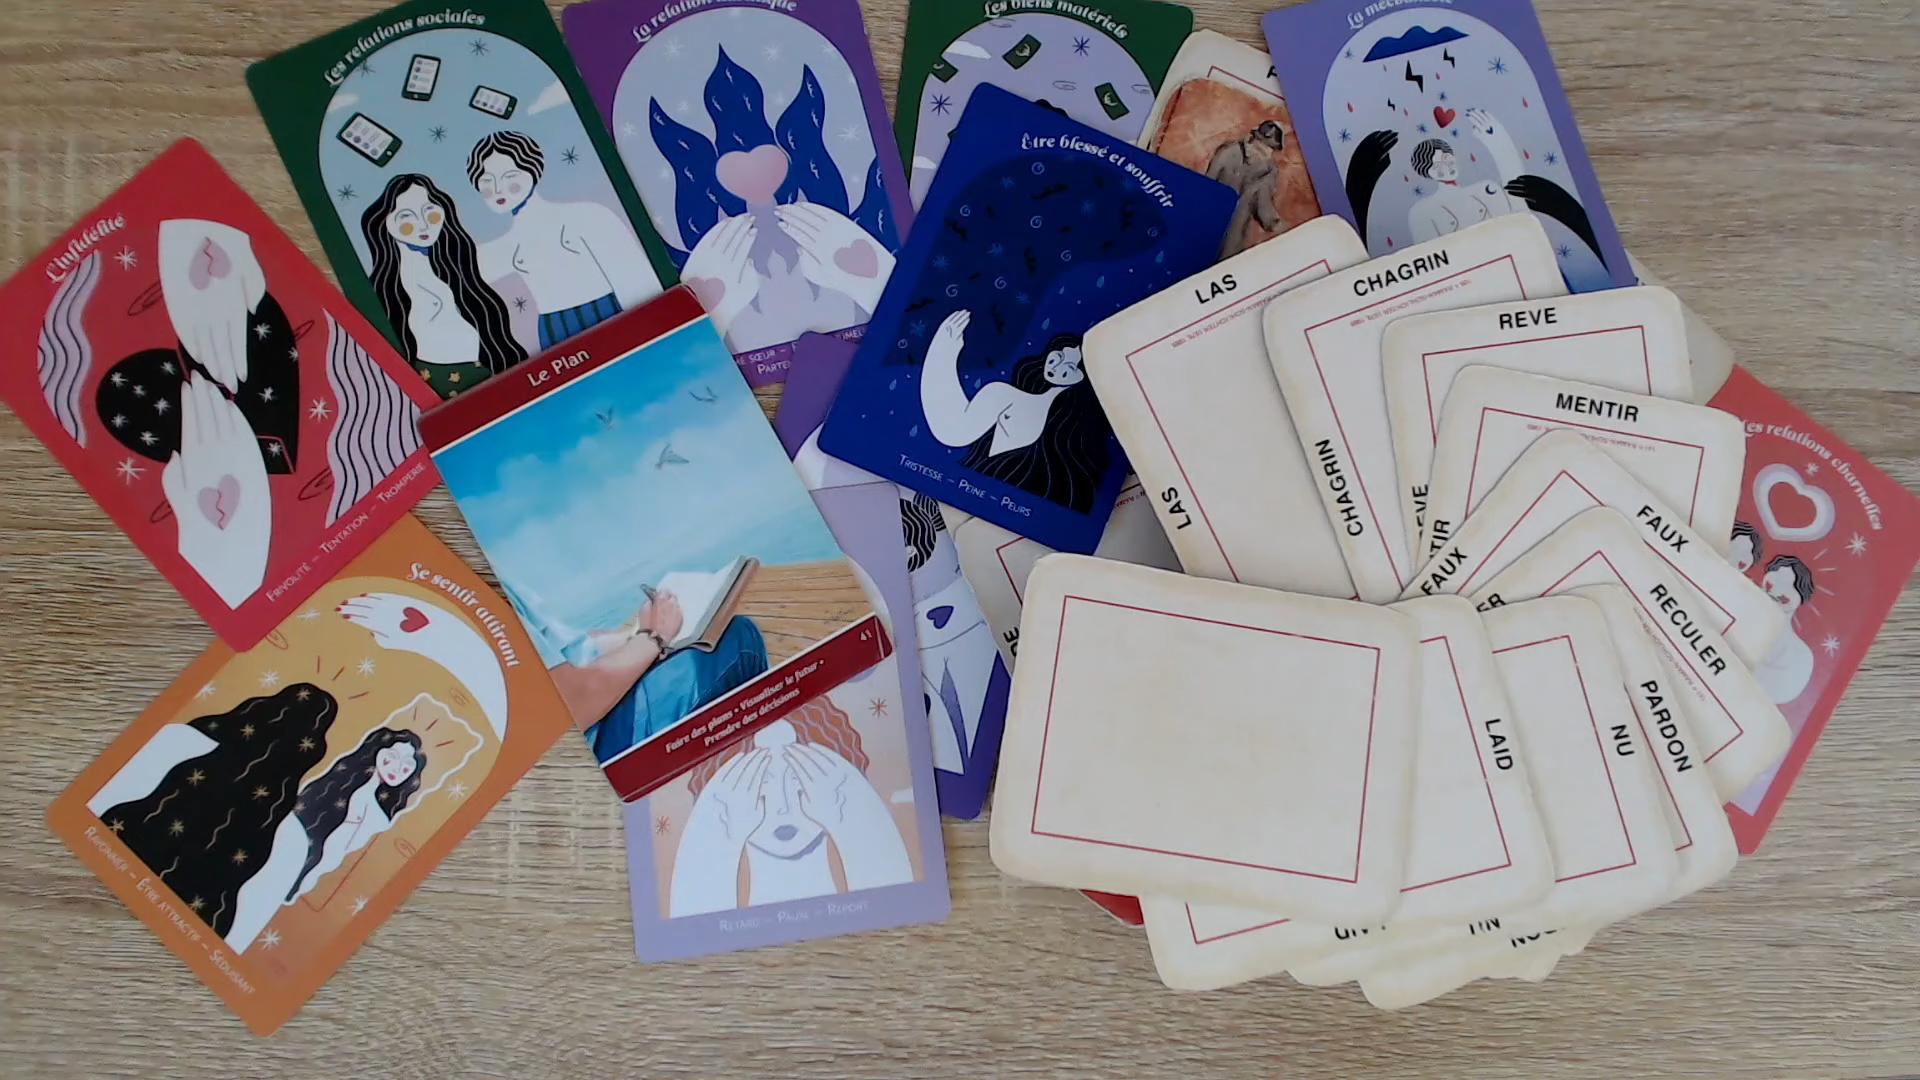 Les relations sociales
La relation
Les biens matériels
La méchanceté
L'infidélité
FRIVOLITÉ – TENTATION – TROMPERIE
Être blessé et souffrir
TRISTESSE – PEINE – PEURS
Le Plan
41
Faire des plans • Visualiser le futur •
Prendre des décisions
Se sentir attirant
RAYONNER – ÊTRE ATTRACTIF – SÉDUISANT
RETARD – PAUSE – REPORT
LAS
LAS
CHAGRIN
CHAGRIN
REVE
MENTIR
FAUX
FAUX
RECULER
PARDON
NU
LAID
es relations charnelles